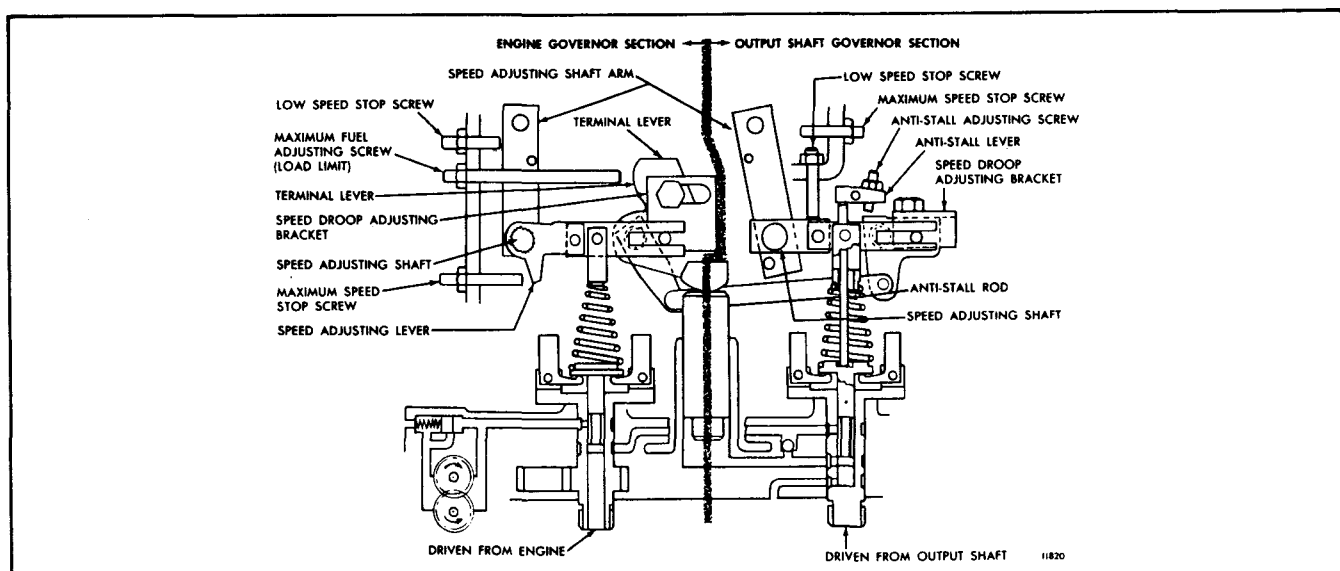 ENGINE GOVERNOR SECTION
OUTPUT SHAFT GOVERNOR SECTION
SPEED ADJUSTING SHAFT ARM
LOW SPEED STOP SCREW
LOW SPEED STOP SCREW
MAXIMUM SPEED STOP SCREW
TERMINAL LEVER
ANTI-STALL ADJUSTING SCREW
MAXIMUM FUEL
ADJUSTING SCREW
(LOAD LIMIT)
ANTI-STALL LEVER
SPEED DROOP
ADJUSTING BRACKET
TERMINAL LEVER
SPEED DROOP ADJUSTING
BRACKET
SPEED ADJUSTING SHAFT
MAXIMUM SPEED
STOP SCREW
ANTI-STALL ROD
SPEED ADJUSTING SHAFT
SPEED ADJUSTING LEVER
DRIVEN FROM ENGINE
DRIVEN FROM OUTPUT SHAFT
11820